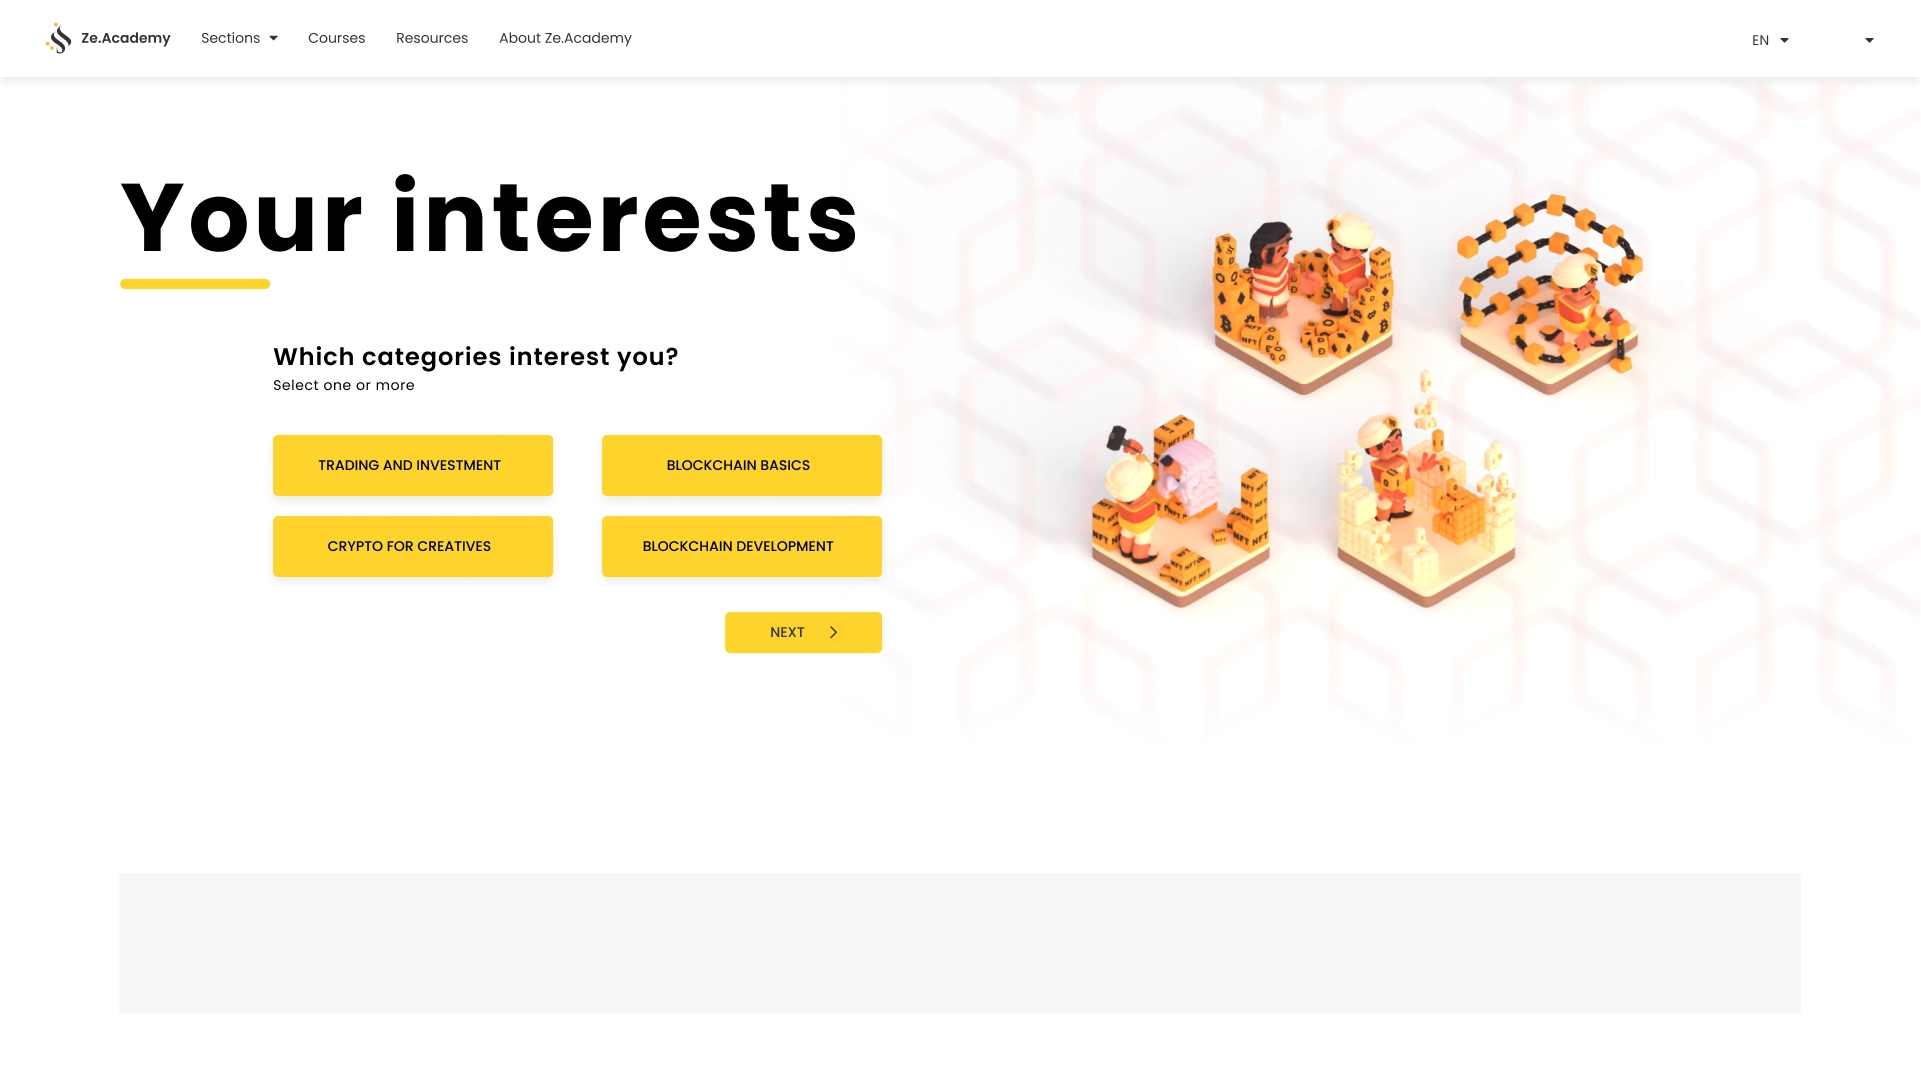 Ze.Academy
Sections
Courses
Resources
About Ze.Academy
EN
Your interests
Which categories interest you?
Select one or more
TRADING AND INVESTMENT
BLOCKCHAIN BASICS
CRYPTO FOR CREATIVES
BLOCKCHAIN DEVELOPMENT
NEXT